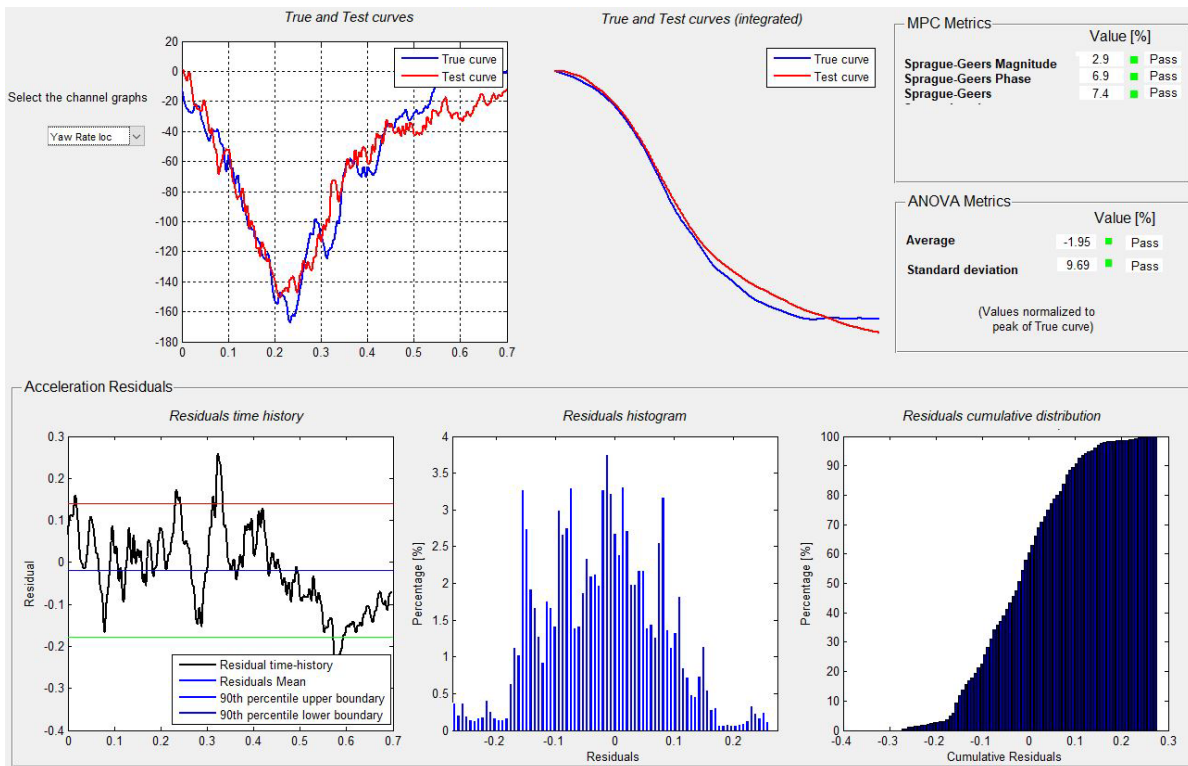 True and Test curves
True and Test curves (integrated)
MPC Metrics
Value [%]
Sprague-Geers Magnitude 2.9 Pass
Sprague-Geers Phase 6.9 Pass
Sprague-Geers 7.4 Pass
Select the channel graphs
Yaw Rate loc
True curve
Test curve
True curve
Test curve
20
0
-20
-40
-60
-80
-100
-120
-140
-160
-180
0 0.1 0.2 0.3 0.4 0.5 0.6 0.7
ANOVA Metrics
Value [%]
Average -1.95 Pass
Standard deviation 9.69 Pass
(Values normalized to
peak of True curve)
Acceleration Residuals
Residuals time history
Residual
0.3
0.2
0.1
0
-0.1
-0.2
-0.3
-0.4
Residual time-history
Residuals Mean
90th percentile upper boundary
90th percentile lower boundary
0 0.1 0.2 0.3 0.4 0.5 0.6 0.7
Residuals histogram
Percentage [%]
4
3.5
3
2.5
2
1.5
1
0.5
0
-0.2 -0.1 0 0.1 0.2
Residuals
Residuals cumulative distribution
Percentage [%]
100
90
80
70
60
50
40
30
20
10
0
-0.4 -0.3 -0.2 -0.1 0 0.1 0.2 0.3
Cumulative Residuals